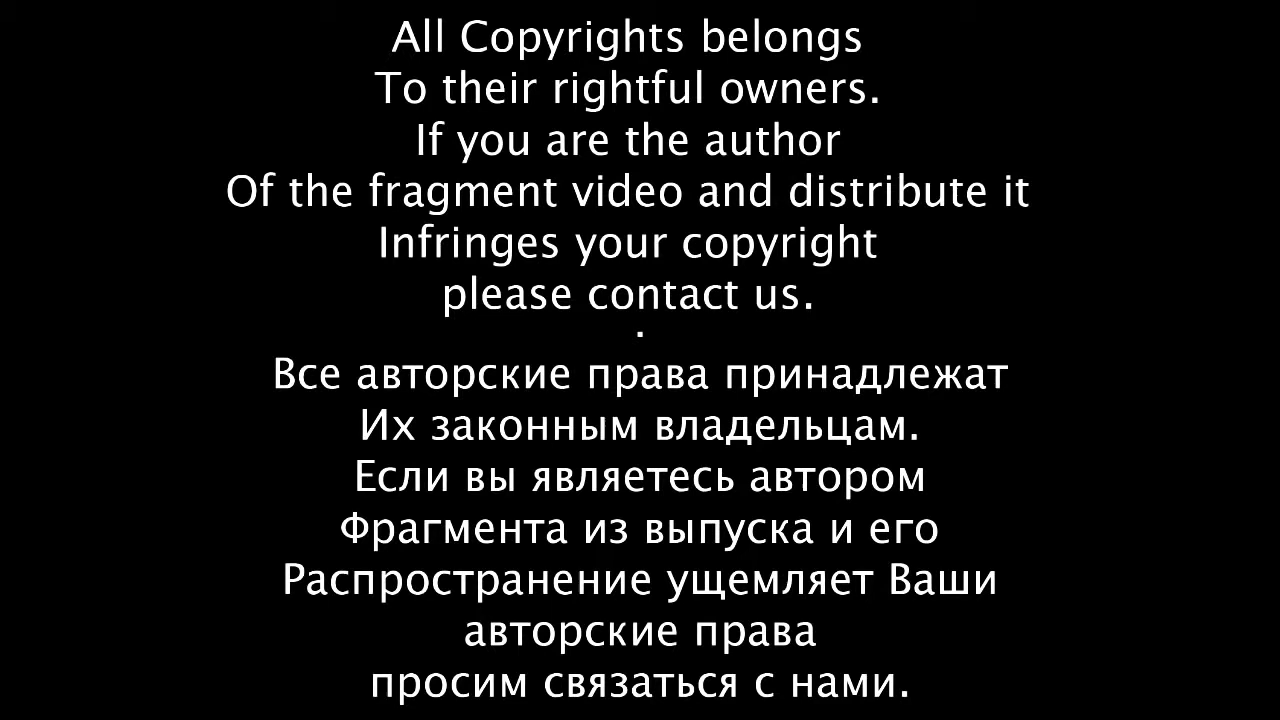 All Copyrights belongs
To their rightful owners.
If you are the author
Of the fragment video and distribute it
Infringes your copyright
please contact us.
.
Все авторские права принадлежат
Их законным владельцам.
Если вы являетесь автором
Фрагмента из выпуска и его
Распространение ущемляет Ваши
авторские права
просим связаться с нами.